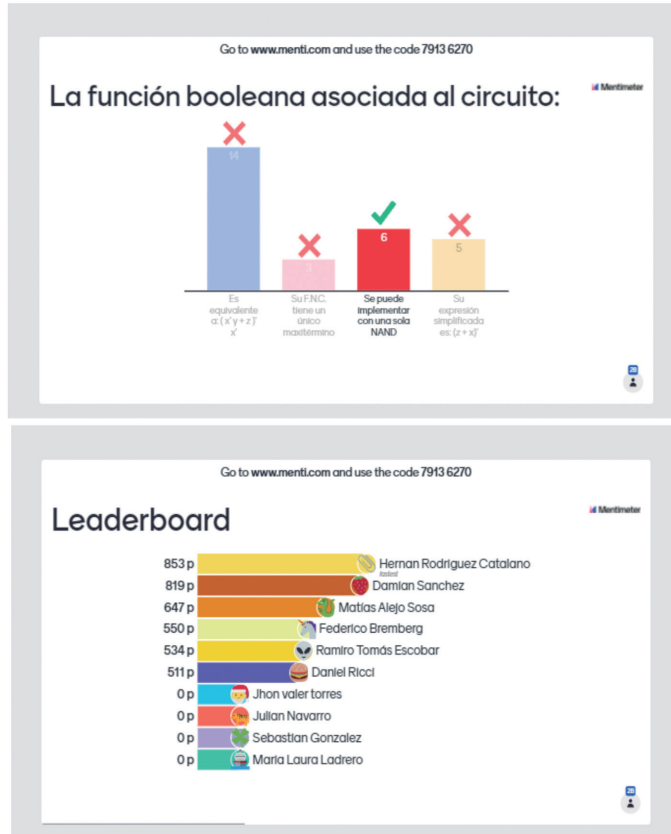 Go to www.menti.com and use the code 7913 6270
Mentimeter
La función booleana asociada al circuito:
14
3
6
5
Es equivalente a: (x'y + z)' x'
Su F.N.C. tiene un único maxitérmino
Se puede implementar con una sola NAND
Su expresión simplificada es: (z + x)'
28
Go to www.menti.com and use the code 7913 6270
Mentimeter
Leaderboard
853 p Hernan Rodriguez Catalano
fastest
819 p Damian Sanchez
647 p Matías Alejo Sosa
550 p Federico Bremberg
534 p Ramiro Tomás Escobar
511 p Daniel Ricci
0 p Jhon valer torres
0 p Julian Navarro
0 p Sebastian Gonzalez
0 p Maria Laura Ladrero
28